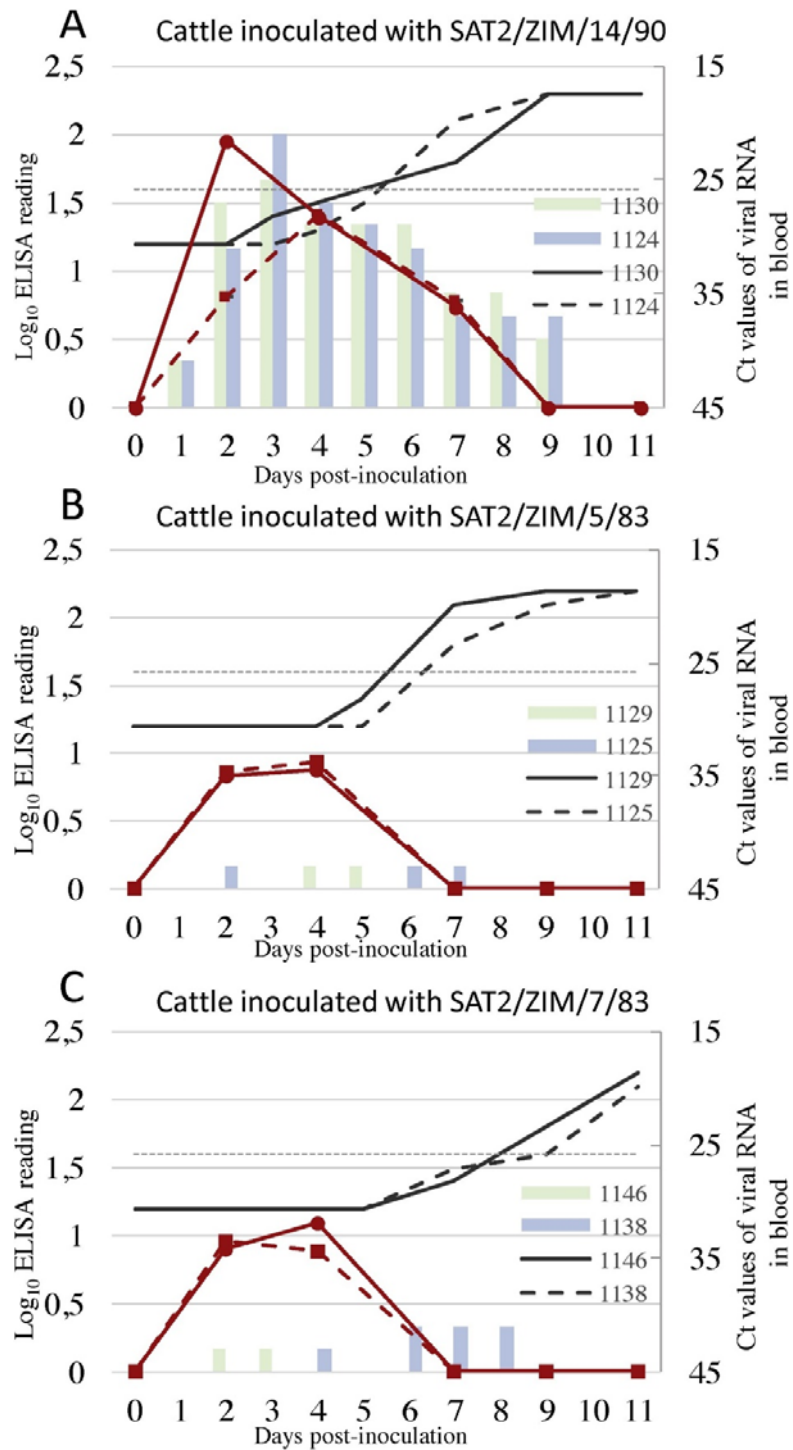 A
Cattle inoculated with SAT2/ZIM/14/90
2,5
2
1,5
1
0,5
0
Log10 ELISA reading
15
25
35
45
Ct values of viral RNA
in blood
1130
1124
1130
1124
0 1 2 3 4 5 6 7 8 9 10 11
Days post-inoculation
B
Cattle inoculated with SAT2/ZIM/5/83
2,5
2
1,5
1
0,5
0
Log10 ELISA reading
15
25
35
45
Ct values of viral RNA
in blood
1129
1125
1129
1125
0 1 2 3 4 5 6 7 8 9 10 11
Days post-inoculation
C
Cattle inoculated with SAT2/ZIM/7/83
2,5
2
1,5
1
0,5
0
Log10 ELISA reading
15
25
35
45
Ct values of viral RNA
in blood
1146
1138
1146
1138
0 1 2 3 4 5 6 7 8 9 10 11
Days post-inoculation